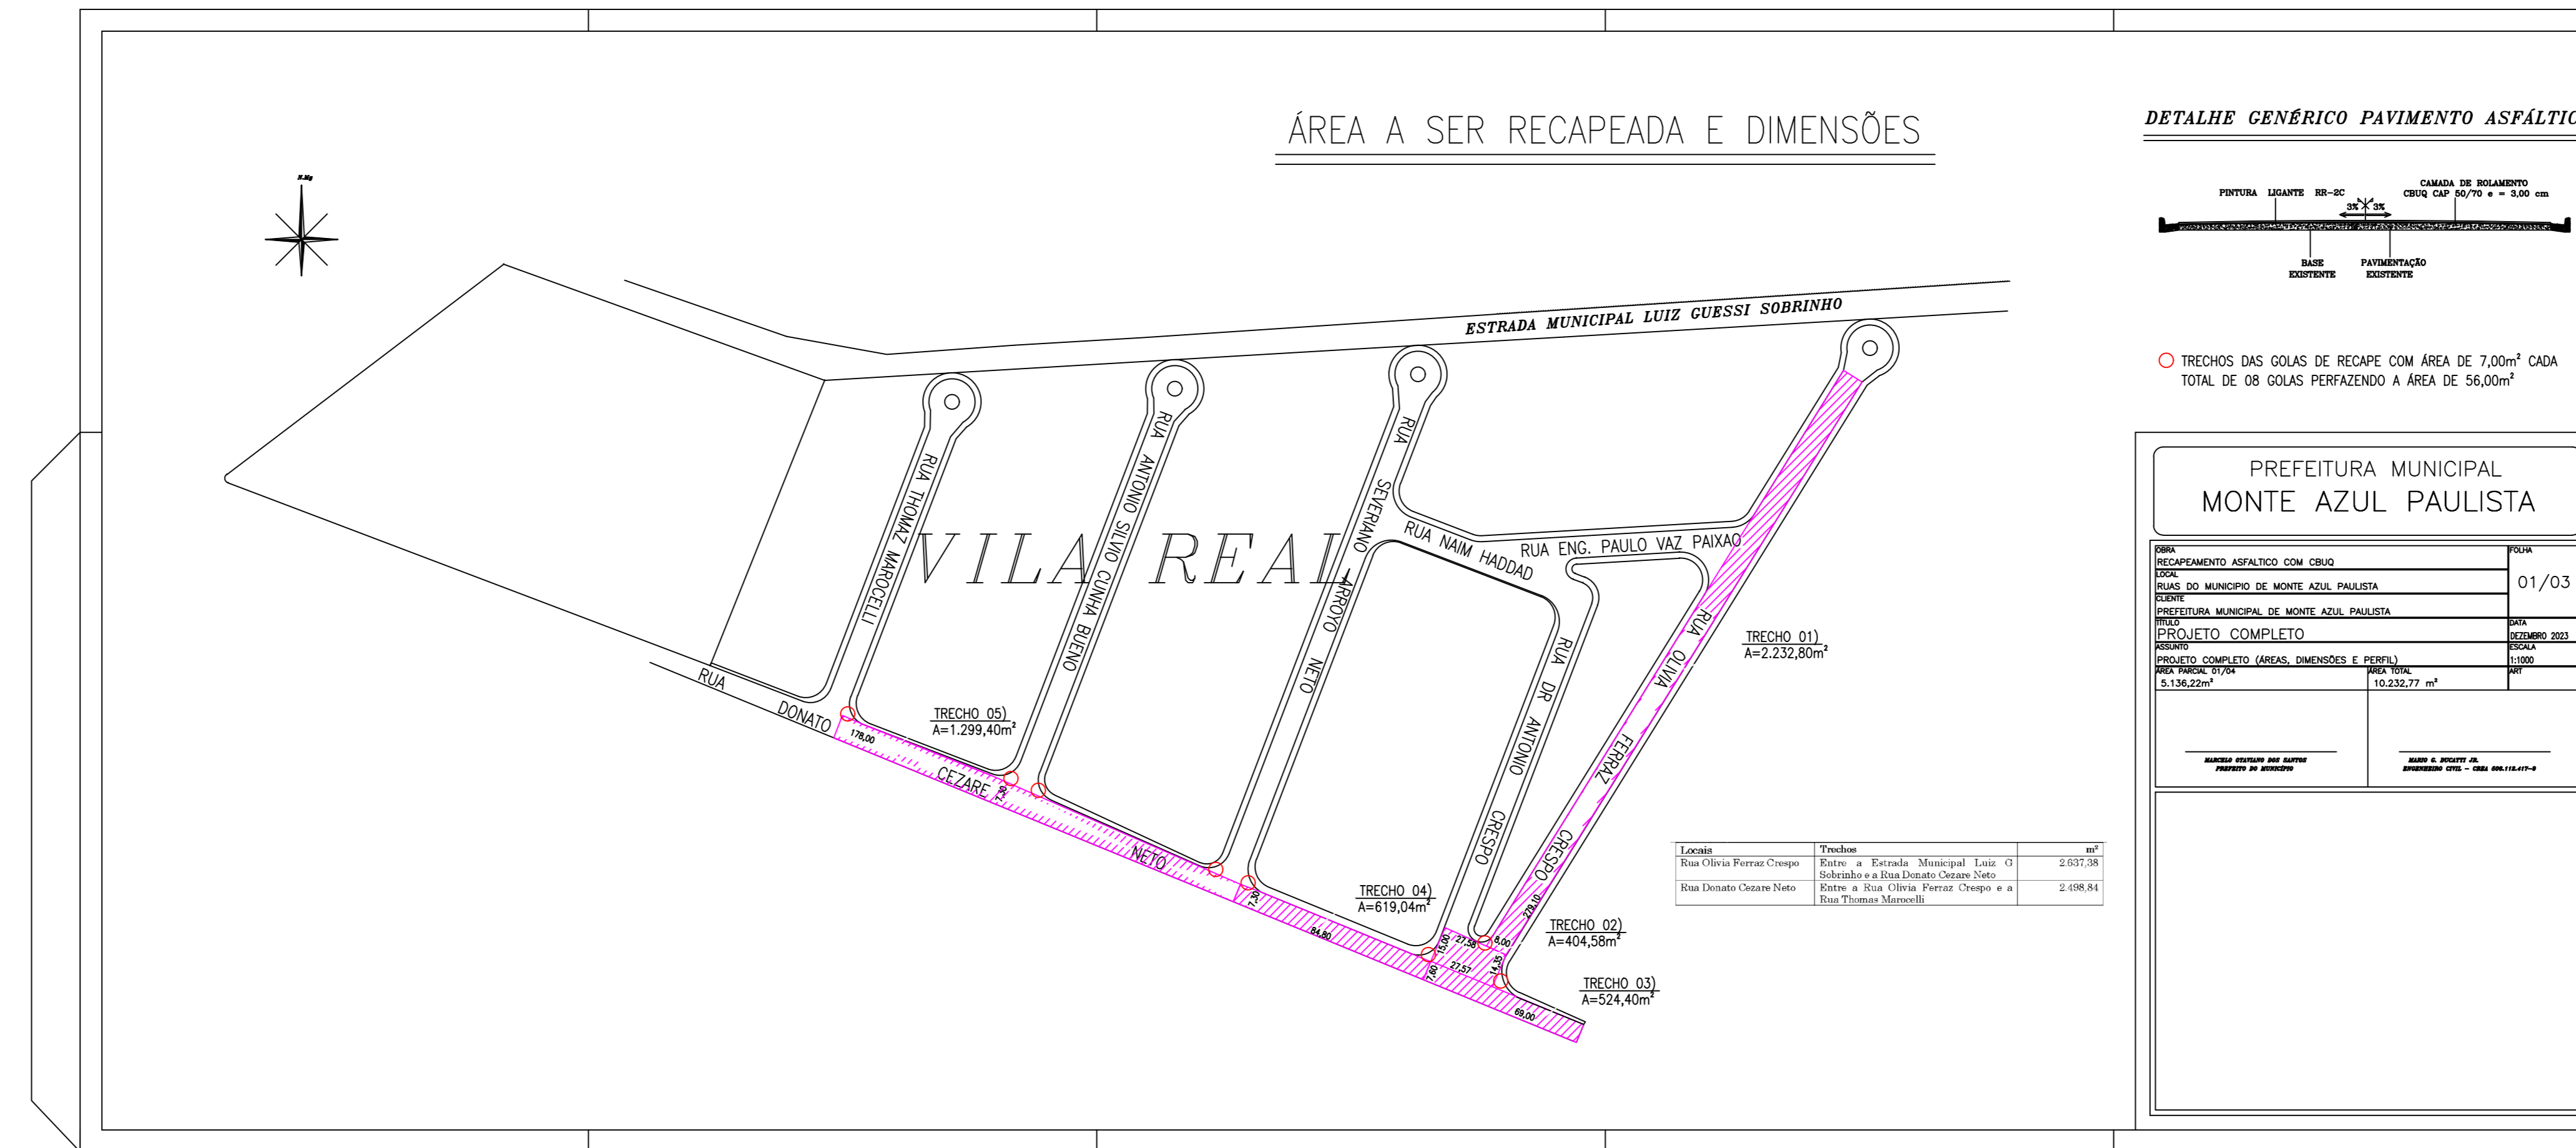 ÁREA A SER RECAPEADA E DIMENSÕES
N.Mg
ESTRADA MUNICIPAL LUIZ GUESSI SOBRINHO
VILA REAL
RUA THOMAZ MAROCELLI
RUA ANTONIO SILVIO CUNHA BUENO
RUA SEVERIANO ARROYO NETO
RUA NAIM HADDAD
RUA ENG. PAULO VAZ PAIXAO
RUA DR ANTONIO CRESPO
RUA OLIVIA FERRAZ CRESPO
RUA DONATO CEZARE NETO
TRECHO 01)
A=2.232,80m²
TRECHO 05)
A=1.299,40m²
TRECHO 04)
A=619,04m²
TRECHO 02)
A=404,58m²
TRECHO 03)
A=524,40m²
178,00
7,30
7,30
84,80
15,00
27,58
8,00
279,10
27,57
14,35
7,60
69,00
Locais Trechos m²
Rua Olivia Ferraz Crespo Entre a Estrada Municipal Luiz G 2.637,38
Sobrinho e a Rua Donato Cezare Neto
Rua Donato Cezare Neto Entre a Rua Olivia Ferraz Crespo e a 2.498,84
Rua Thomas Marocelli
DETALHE GENÉRICO PAVIMENTO ASFÁLTIC
PINTURA LIGANTE RR-2C
CAMADA DE ROLAMENTO
CBUQ CAP 50/70 e = 3,00 cm
3% 3%
BASE
EXISTENTE
PAVIMENTAÇÃO
EXISTENTE
TRECHOS DAS GOLAS DE RECAPE COM ÁREA DE 7,00m² CADA
TOTAL DE 08 GOLAS PERFAZENDO A ÁREA DE 56,00m²
PREFEITURA MUNICIPAL
MONTE AZUL PAULISTA
OBRA
RECAPEAMENTO ASFALTICO COM CBUQ
FOLHA
01/03
LOCAL
RUAS DO MUNICIPIO DE MONTE AZUL PAULISTA
CLIENTE
PREFEITURA MUNICIPAL DE MONTE AZUL PAULISTA
TÍTULO
PROJETO COMPLETO
DATA
DEZEMBRO 2023
ASSUNTO
PROJETO COMPLETO (ÁREAS, DIMENSÕES E PERFIL)
ESCALA
1:1000
ÁREA PARCIAL 01/04
5.136,22m²
ÁREA TOTAL
10.232,77 m²
ART
MARCELO OTAVIANO DOS SANTOS
PREFEITO DO MUNICÍPIO
MARIO G. DUCATTI JR.
ENGENHEIRO CIVIL - CREA